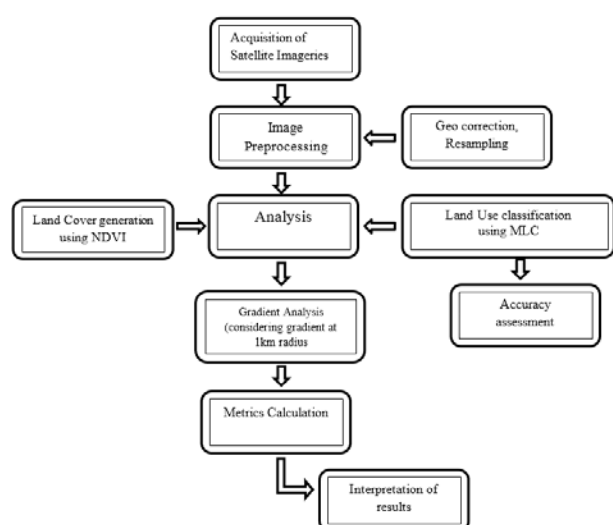 Acquisition of
Satellite Imageries
Image
Preprocessing
Geo correction,
Resampling
Land Cover generation
using NDVI
Analysis
Land Use classification
using MLC
Gradient Analysis
(considering gradient at
1km radius
Accuracy
assessment
Metrics Calculation
Interpretation of
results